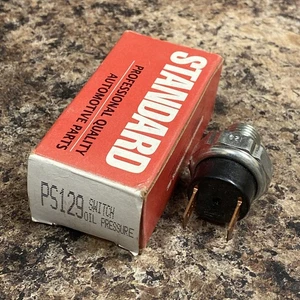 STANDARD
PROFESSIONAL QUALITY
AUTOMOTIVE PARTS
PS129 SWITCH
OIL PRESSURE